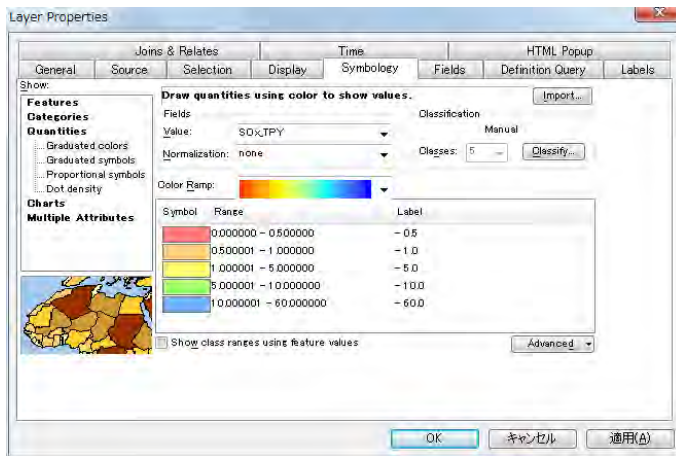 Layer Properties
Joins & Relates Time HTML Popup
General Source Selection Display Symbology Fields Definition Query Labels
Show:
Features
Categories
Quantities
Graduated colors
Graduated symbols
Proportional symbols
Dot density
Charts
Multiple Attributes
Draw quantities using color to show values.
Import...
Fields
Value: SOx_TPY
Normalization: none
Classification
Manual
Classes: 5 Classify...
Color Ramp:
Symbol Range Label
0.000000 - 0.500000 - 0.5
0.500001 - 1.000000 - 1.0
1.000001 - 5.000000 - 5.0
5.000001 - 10.000000 - 10.0
10.000001 - 60.000000 - 60.0
Show class ranges using feature values
Advanced
OK キャンセル 適用(A)